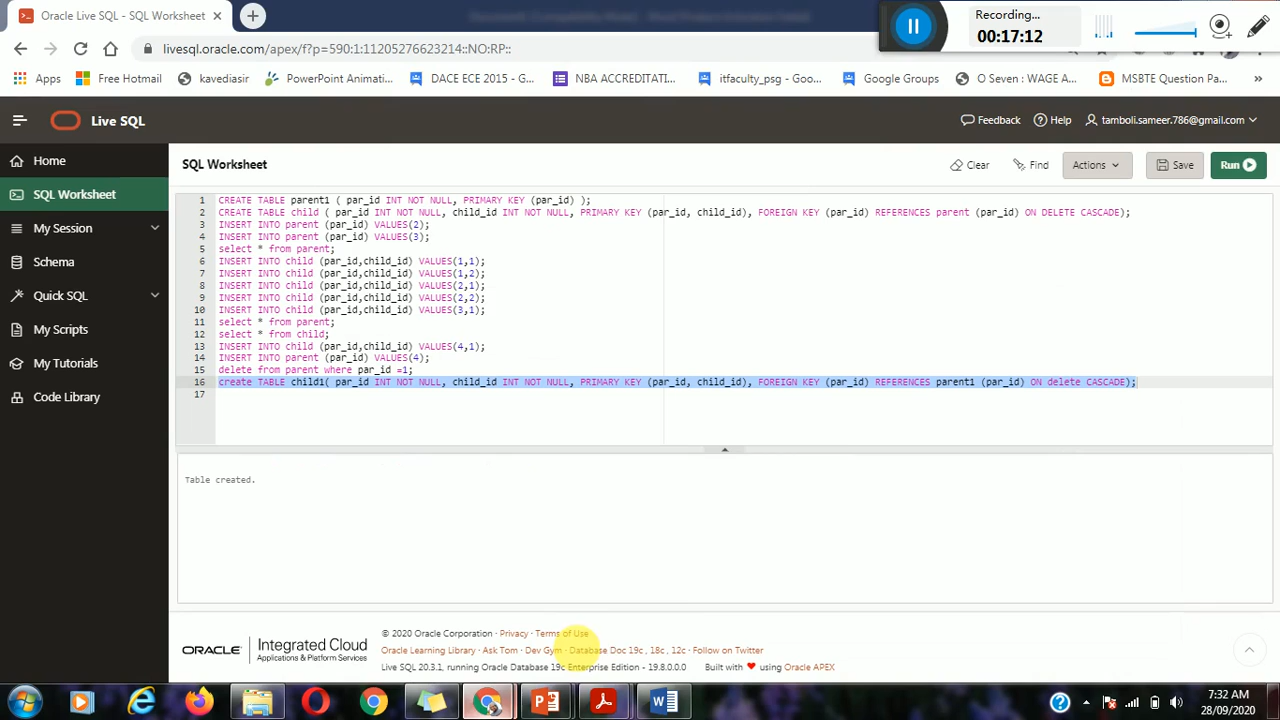 Oracle Live SQL - SQL Worksheet
Recording...
00:17:12
livesql.oracle.com/apex/f?p=590:1:11205276623214::NO:RP::
Apps
Free Hotmail
kavediasir
PowerPoint Animati...
DACE ECE 2015 - G...
NBA ACCREDITATI...
itfaculty_psg - Goo...
Google Groups
O Seven : WAGE A...
MSBTE Question Pa...
Live SQL
Feedback
Help
tamboli.sameer.786@gmail.com
Home
SQL Worksheet
My Session
Schema
Quick SQL
My Scripts
My Tutorials
Code Library
SQL Worksheet
Clear
Find
Actions
Save
Run
1 CREATE TABLE parent1 ( par_id INT NOT NULL, PRIMARY KEY (par_id) );
2 CREATE TABLE child ( par_id INT NOT NULL, child_id INT NOT NULL, PRIMARY KEY (par_id, child_id), FOREIGN KEY (par_id) REFERENCES parent (par_id) ON DELETE CASCADE);
3 INSERT INTO parent (par_id) VALUES(2);
4 INSERT INTO parent (par_id) VALUES(3);
5 select * from parent;
6 INSERT INTO child (par_id,child_id) VALUES(1,1);
7 INSERT INTO child (par_id,child_id) VALUES(1,2);
8 INSERT INTO child (par_id,child_id) VALUES(2,1);
9 INSERT INTO child (par_id,child_id) VALUES(2,2);
10 INSERT INTO child (par_id,child_id) VALUES(3,1);
11 select * from parent;
12 select * from child;
13 INSERT INTO child (par_id,child_id) VALUES(4,1);
14 INSERT INTO parent (par_id) VALUES(4);
15 delete from parent where par_id =1;
16 create TABLE child1( par_id INT NOT NULL, child_id INT NOT NULL, PRIMARY KEY (par_id, child_id), FOREIGN KEY (par_id) REFERENCES parent1 (par_id) ON delete CASCADE);
17
Table created.
ORACLE
Integrated Cloud
Applications & Platform Services
© 2020 Oracle Corporation · Privacy · Terms of Use
Oracle Learning Library · Ask Tom · Dev Gym · Database Doc 19c , 18c , 12c · Follow on Twitter
Live SQL 20.3.1, running Oracle Database 19c Enterprise Edition - 19.8.0.0.0
Built with ❤ using Oracle APEX
7:32 AM
28/09/2020